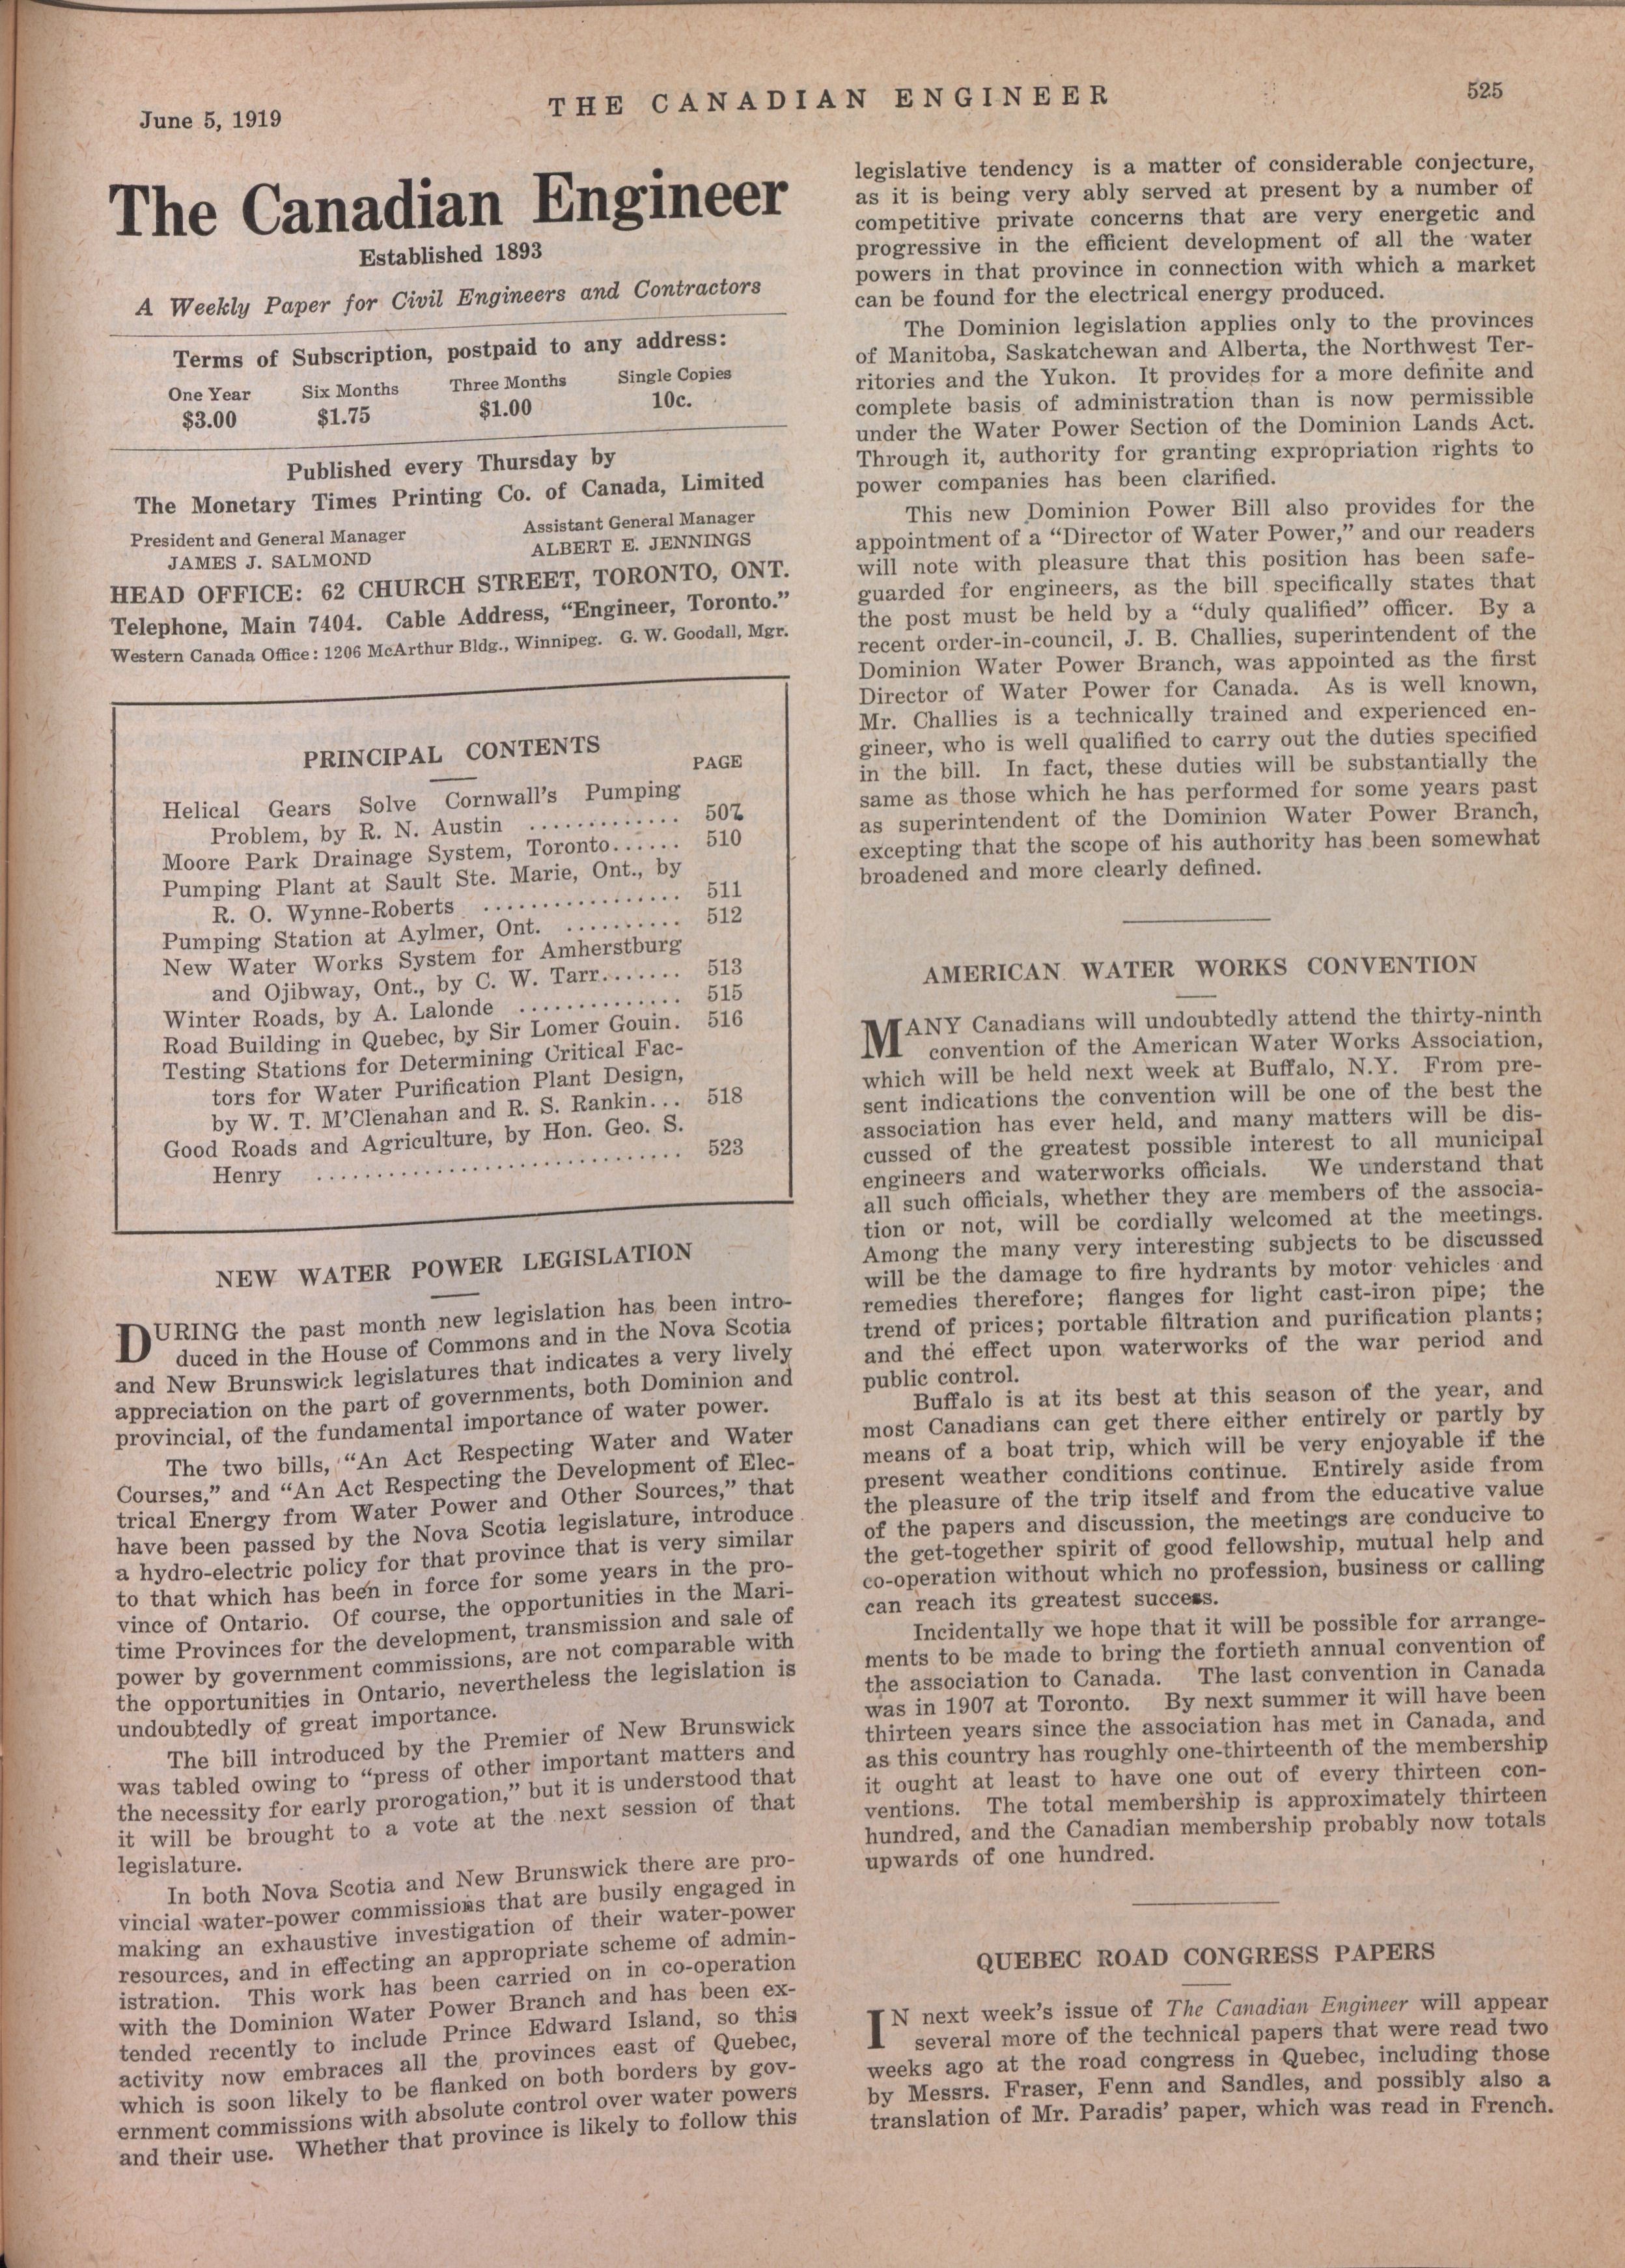 June 5, 1919
THE CANADIAN ENGINEER
525
The Canadian Engineer
Established 1893
A Weekly Paper for Civil Engineers and Contractors
Terms of Subscription, postpaid to any address:
One Year Six Months Three Months Single Copies
$3.00 $1.75 $1.00 10c.
Published every Thursday by
The Monetary Times Printing Co. of Canada, Limited
President and General Manager Assistant General Manager
JAMES J. SALMOND ALBERT E. JENNINGS
HEAD OFFICE: 62 CHURCH STREET, TORONTO, ONT.
Telephone, Main 7404. Cable Address, "Engineer, Toronto."
Western Canada Office: 1206 McArthur Bldg., Winnipeg. G. W. Goodall, Mgr.
PRINCIPAL CONTENTS
PAGE
Helical Gears Solve Cornwall's Pumping
Problem, by R. N. Austin ............. 507
Moore Park Drainage System, Toronto...... 510
Pumping Plant at Sault Ste. Marie, Ont., by
R. O. Wynne-Roberts ................. 511
Pumping Station at Aylmer, Ont. .......... 512
New Water Works System for Amherstburg
and Ojibway, Ont., by C. W. Tarr....... 513
Winter Roads, by A. Lalonde .............. 515
Road Building in Quebec, by Sir Lomer Gouin. 516
Testing Stations for Determining Critical Fac-
tors for Water Purification Plant Design,
by W. T. M'Clenahan and R. S. Rankin... 518
Good Roads and Agriculture, by Hon. Geo. S.
Henry ............................... 523
NEW WATER POWER LEGISLATION
DURING the past month new legislation has been intro-
duced in the House of Commons and in the Nova Scotia
and New Brunswick legislatures that indicates a very lively
appreciation on the part of governments, both Dominion and
provincial, of the fundamental importance of water power.
The two bills, "An Act Respecting Water and Water
Courses," and "An Act Respecting the Development of Elec-
trical Energy from Water Power and Other Sources," that
have been passed by the Nova Scotia legislature, introduce
a hydro-electric policy for that province that is very similar
to that which has been in force for some years in the pro-
vince of Ontario. Of course, the opportunities in the Mari-
time Provinces for the development, transmission and sale of
power by government commissions, are not comparable with
the opportunities in Ontario, nevertheless the legislation is
undoubtedly of great importance.
The bill introduced by the Premier of New Brunswick
was tabled owing to "press of other important matters and
the necessity for early prorogation," but it is understood that
it will be brought to a vote at the next session of that
legislature.
In both Nova Scotia and New Brunswick there are pro-
vincial water-power commissions that are busily engaged in
making an exhaustive investigation of their water-power
resources, and in effecting an appropriate scheme of admin-
istration. This work has been carried on in co-operation
with the Dominion Water Power Branch and has been ex-
tended recently to include Prince Edward Island, so this
activity now embraces all the provinces east of Quebec,
which is soon likely to be flanked on both borders by gov-
ernment commissions with absolute control over water powers
and their use. Whether that province is likely to follow this
legislative tendency is a matter of considerable conjecture,
as it is being very ably served at present by a number of
competitive private concerns that are very energetic and
progressive in the efficient development of all the water
powers in that province in connection with which a market
can be found for the electrical energy produced.
The Dominion legislation applies only to the provinces
of Manitoba, Saskatchewan and Alberta, the Northwest Ter-
ritories and the Yukon. It provides for a more definite and
complete basis of administration than is now permissible
under the Water Power Section of the Dominion Lands Act.
Through it, authority for granting expropriation rights to
power companies has been clarified.
This new Dominion Power Bill also provides for the
appointment of a "Director of Water Power," and our readers
will note with pleasure that this position has been safe-
guarded for engineers, as the bill specifically states that
the post must be held by a "duly qualified" officer. By a
recent order-in-council, J. B. Challies, superintendent of the
Dominion Water Power Branch, was appointed as the first
Director of Water Power for Canada. As is well known,
Mr. Challies is a technically trained and experienced en-
gineer, who is well qualified to carry out the duties specified
in the bill. In fact, these duties will be substantially the
same as those which he has performed for some years past
as superintendent of the Dominion Water Power Branch,
excepting that the scope of his authority has been somewhat
broadened and more clearly defined.
AMERICAN WATER WORKS CONVENTION
MANY Canadians will undoubtedly attend the thirty-ninth
convention of the American Water Works Association,
which will be held next week at Buffalo, N.Y. From pre-
sent indications the convention will be one of the best the
association has ever held, and many matters will be dis-
cussed of the greatest possible interest to all municipal
engineers and waterworks officials. We understand that
all such officials, whether they are members of the associa-
tion or not, will be cordially welcomed at the meetings.
Among the many very interesting subjects to be discussed
will be the damage to fire hydrants by motor vehicles and
remedies therefore; flanges for light cast-iron pipe; the
trend of prices; portable filtration and purification plants;
and the effect upon waterworks of the war period and
public control.
Buffalo is at its best at this season of the year, and
most Canadians can get there either entirely or partly by
means of a boat trip, which will be very enjoyable if the
present weather conditions continue. Entirely aside from
the pleasure of the trip itself and from the educative value
of the papers and discussion, the meetings are conducive to
the get-together spirit of good fellowship, mutual help and
co-operation without which no profession, business or calling
can reach its greatest success.
Incidentally we hope that it will be possible for arrange-
ments to be made to bring the fortieth annual convention of
the association to Canada. The last convention in Canada
was in 1907 at Toronto. By next summer it will have been
thirteen years since the association has met in Canada, and
as this country has roughly one-thirteenth of the membership
it ought at least to have one out of every thirteen con-
ventions. The total membership is approximately thirteen
hundred, and the Canadian membership probably now totals
upwards of one hundred.
QUEBEC ROAD CONGRESS PAPERS
IN next week's issue of The Canadian Engineer will appear
several more of the technical papers that were read two
weeks ago at the road congress in Quebec, including those
by Messrs. Fraser, Fenn and Sandles, and possibly also a
translation of Mr. Paradis' paper, which was read in French.